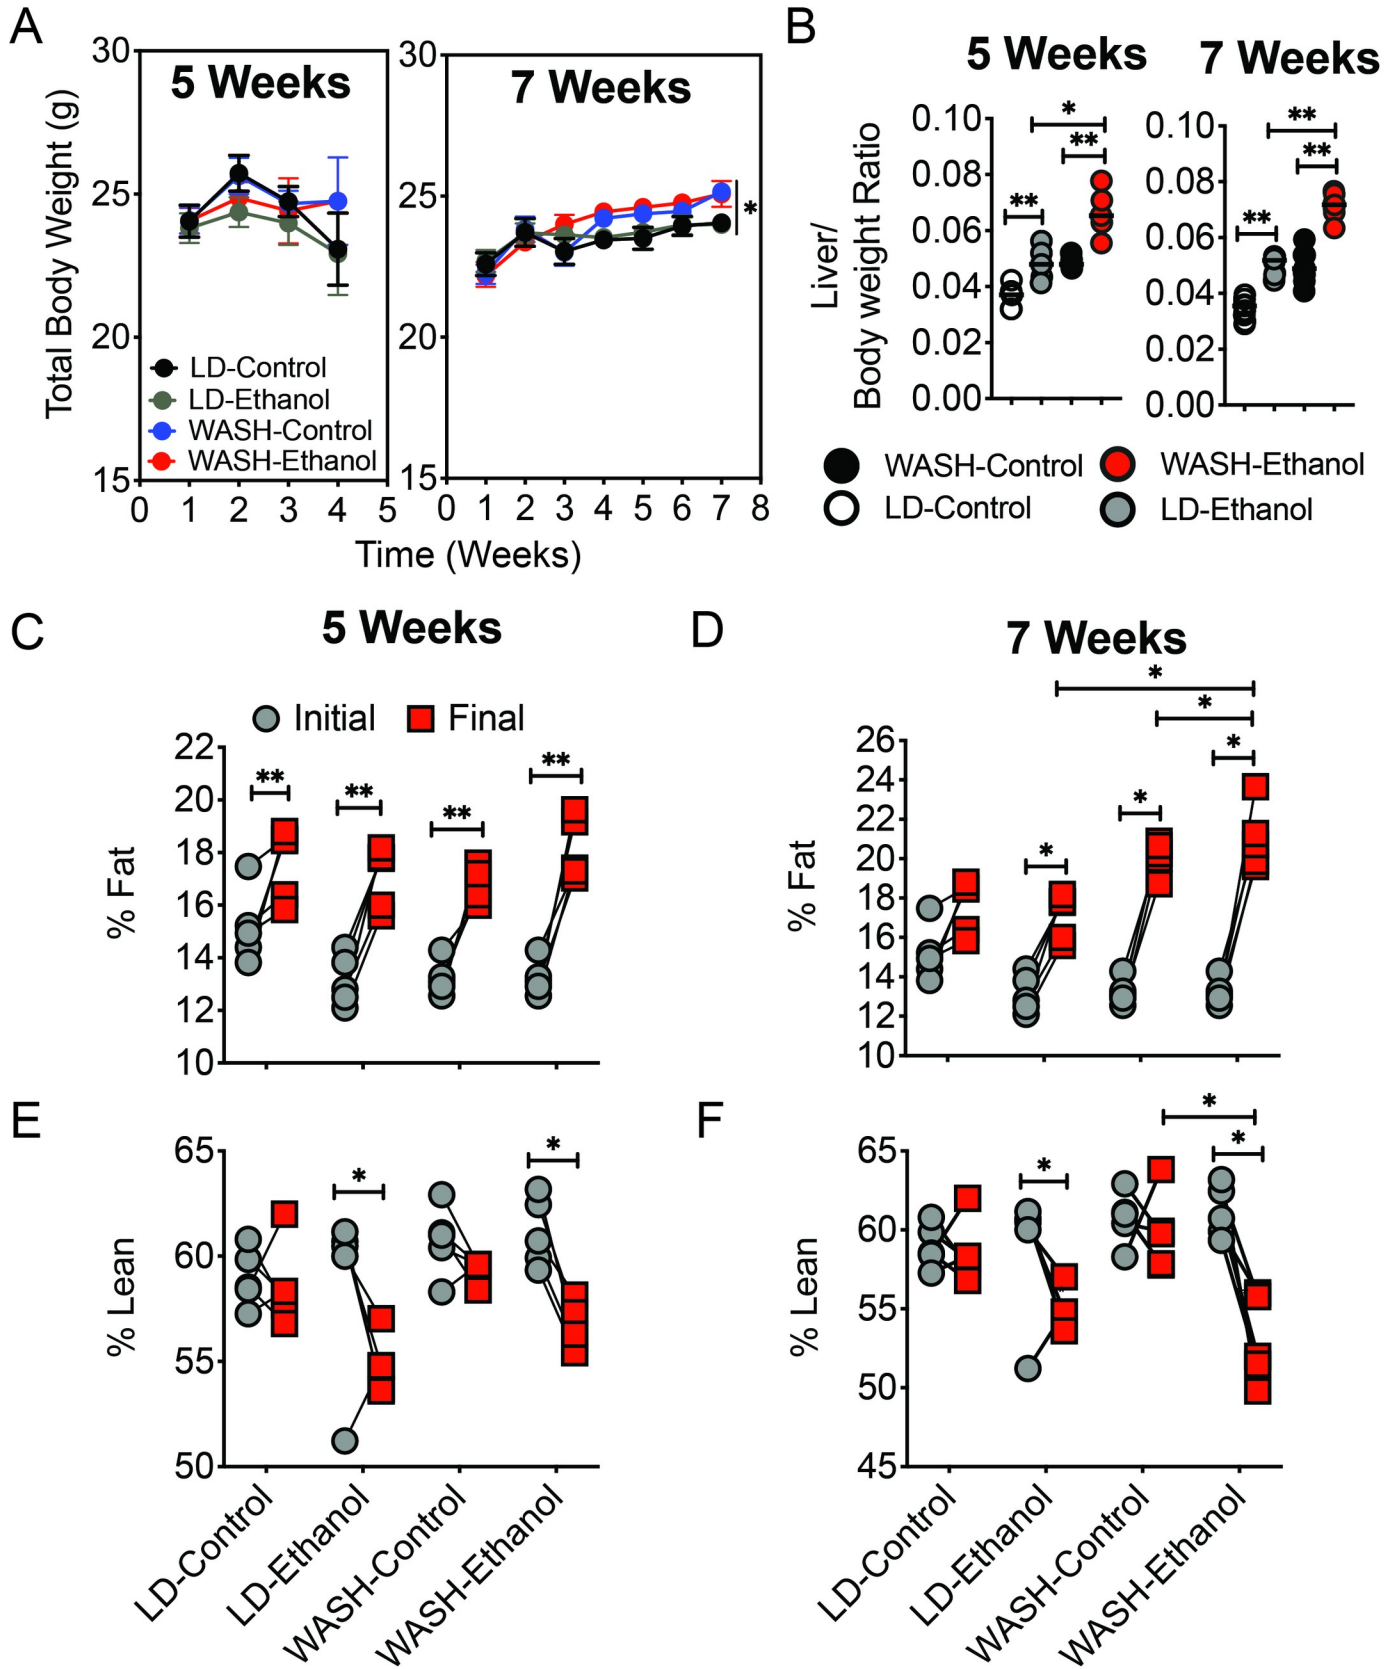 A
B
5 Weeks
7 Weeks
5 Weeks
7 Weeks
Total Body Weight (g)
30
25
20
15
0 1 2 3 4 5
LD-Control
LD-Ethanol
WASH-Control
WASH-Ethanol
30
25
20
15
0 1 2 3 4 5 6 7 8
*
Time (Weeks)
Liver/
Body weight Ratio
0.10
0.08
0.06
0.04
0.02
0.00
*
**
**
0.10
0.08
0.06
0.04
0.02
0.00
**
**
**
WASH-Control
WASH-Ethanol
LD-Control
LD-Ethanol
C
5 Weeks
Initial
Final
% Fat
22
20
18
16
14
12
10
** ** ** **
D
7 Weeks
% Fat
26
24
22
20
18
16
14
12
10
*
*
*
*
*
E
% Lean
65
60
55
50
* *
LD-Control
LD-Ethanol
WASH-Control
WASH-Ethanol
F
% Lean
65
60
55
50
45
*
*
*
LD-Control
LD-Ethanol
WASH-Control
WASH-Ethanol